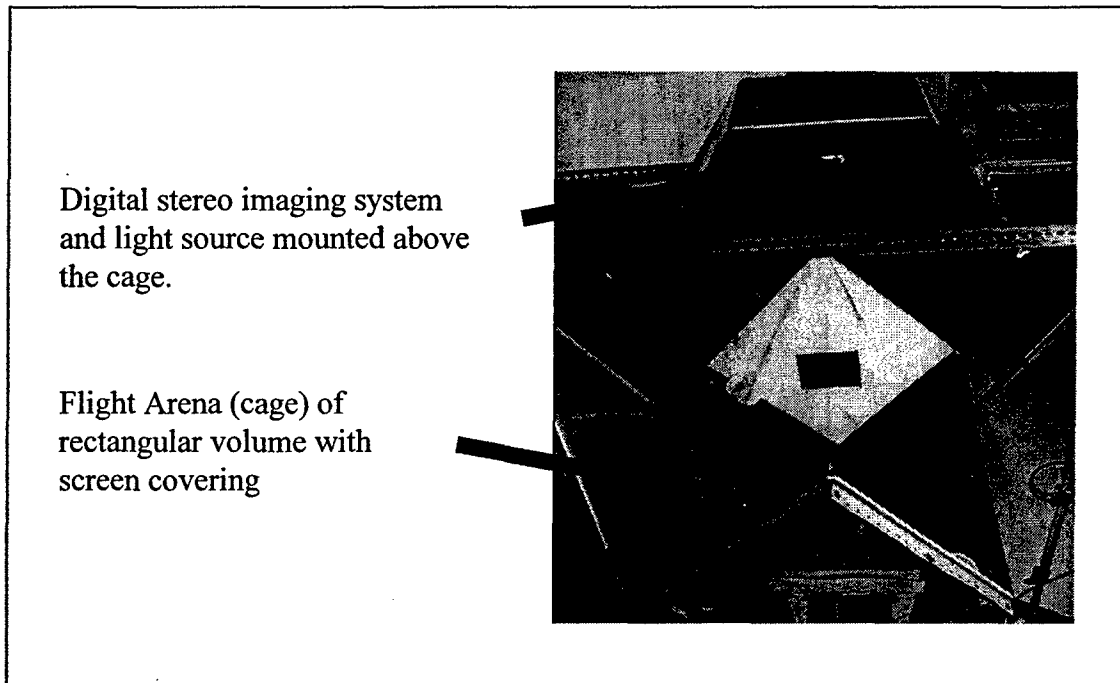 Digital stereo imaging system
and light source mounted above
the cage.
Flight Arena (cage) of
rectangular volume with
screen covering